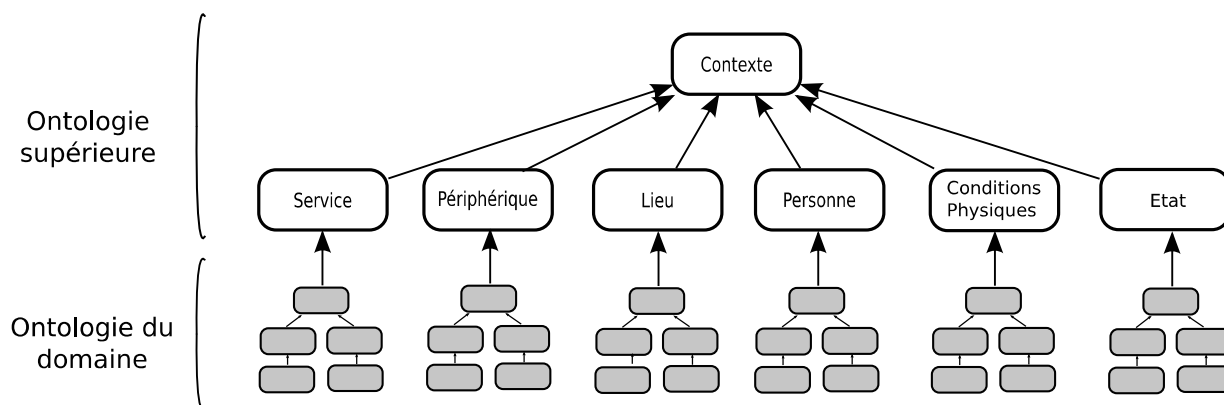 Contexte
Ontologie
supérieure
Service
Périphérique
Lieu
Personne
Conditions
Physiques
Etat
Ontologie du
domaine